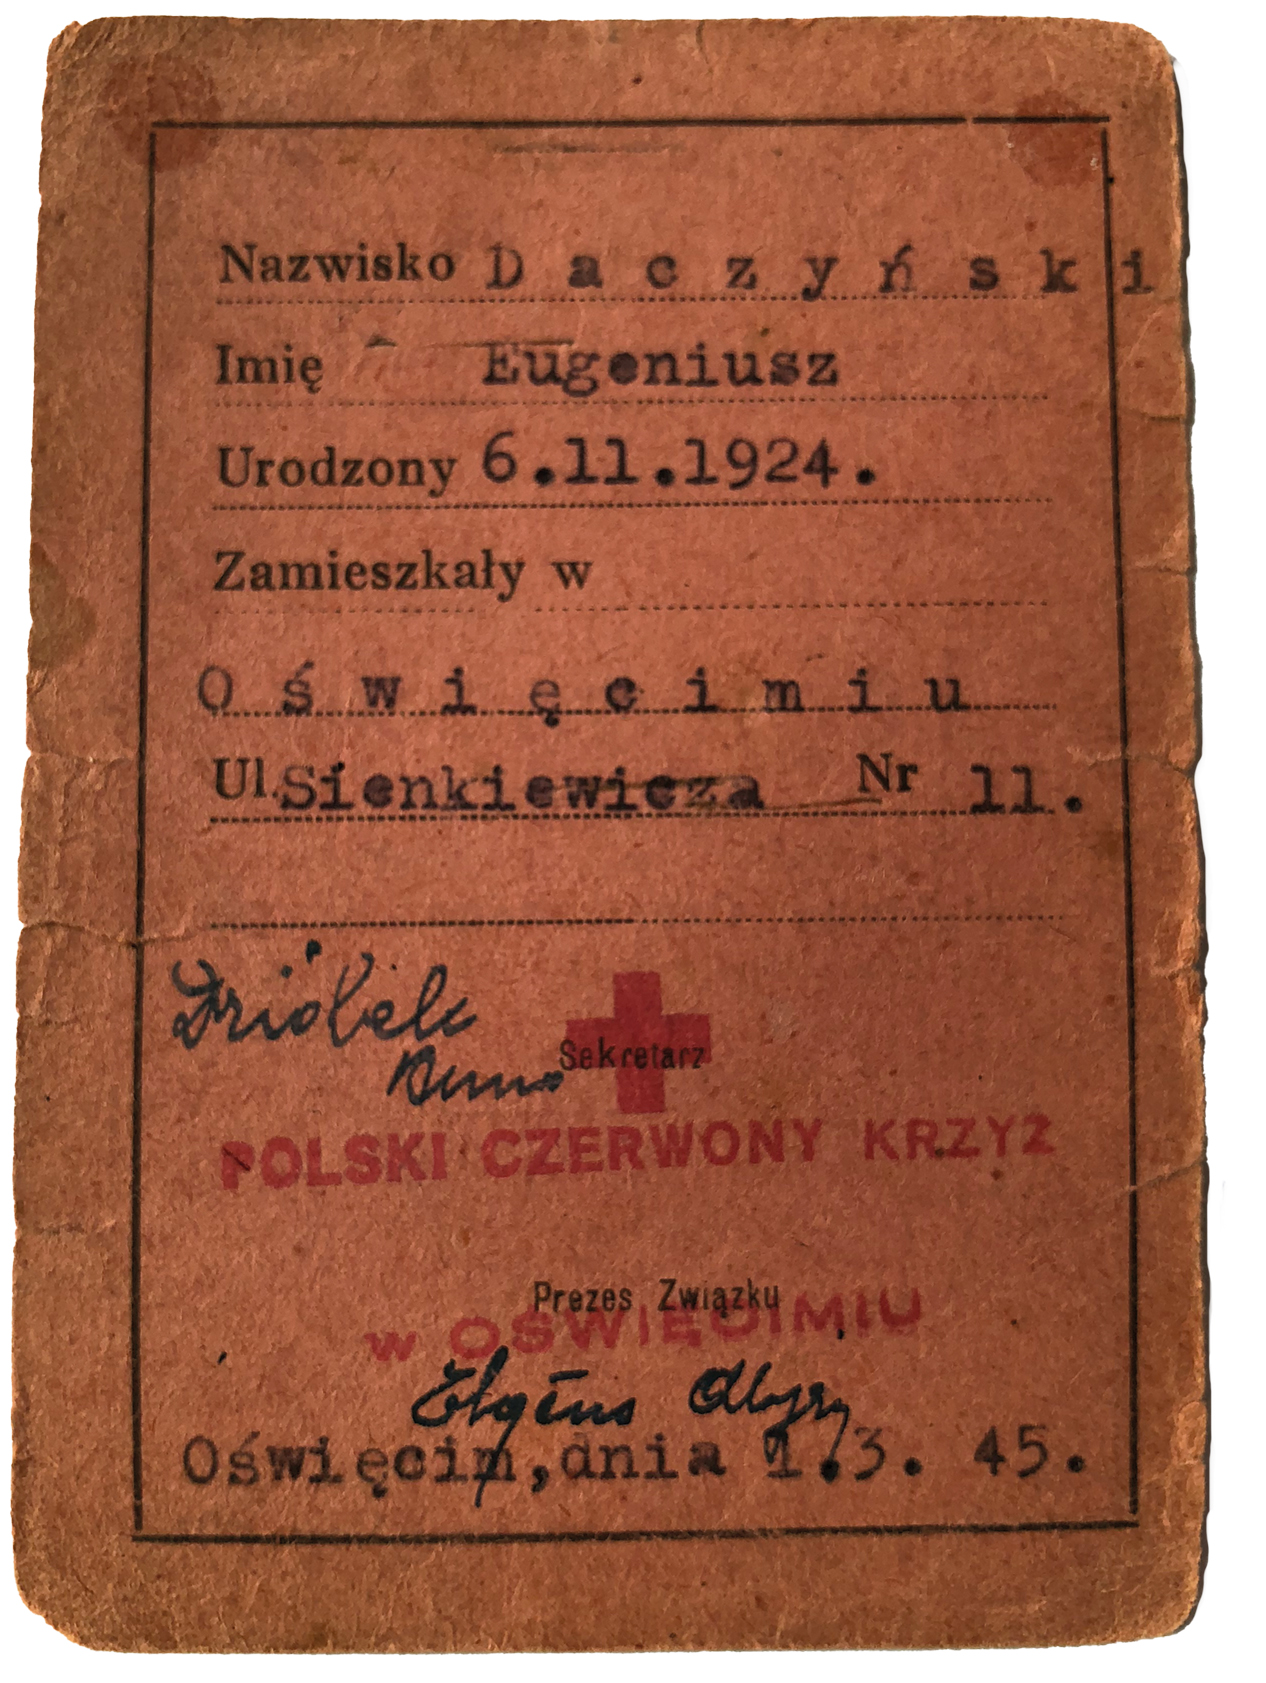 Nazwisko Daczyński
Imię Eugeniusz
Urodzony 6.11.1924.
Zamieszkały w
Oświęcimiu
Ul. Sienkiewicza Nr 11.
Sekretarz
POLSKI CZERWONY KRZYŻ
Prezes Związku
w OŚWIĘCIMIU
Oświęcim, dnia 1.3. 45.